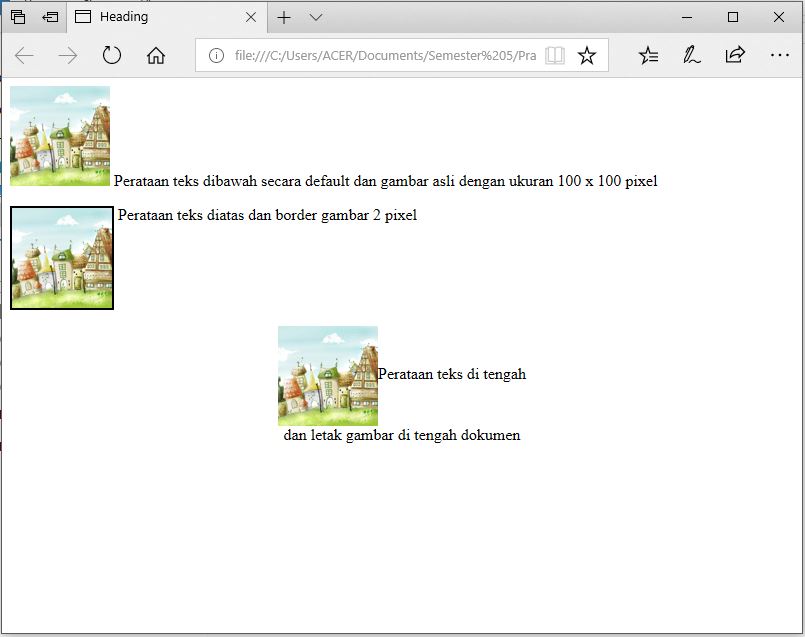 Heading
file:///C:/Users/ACER/Documents/Semester%205/Pra
Perataan teks dibawah secara default dan gambar asli dengan ukuran 100 x 100 pixel
Perataan teks diatas dan border gambar 2 pixel
Perataan teks di tengah
dan letak gambar di tengah dokumen